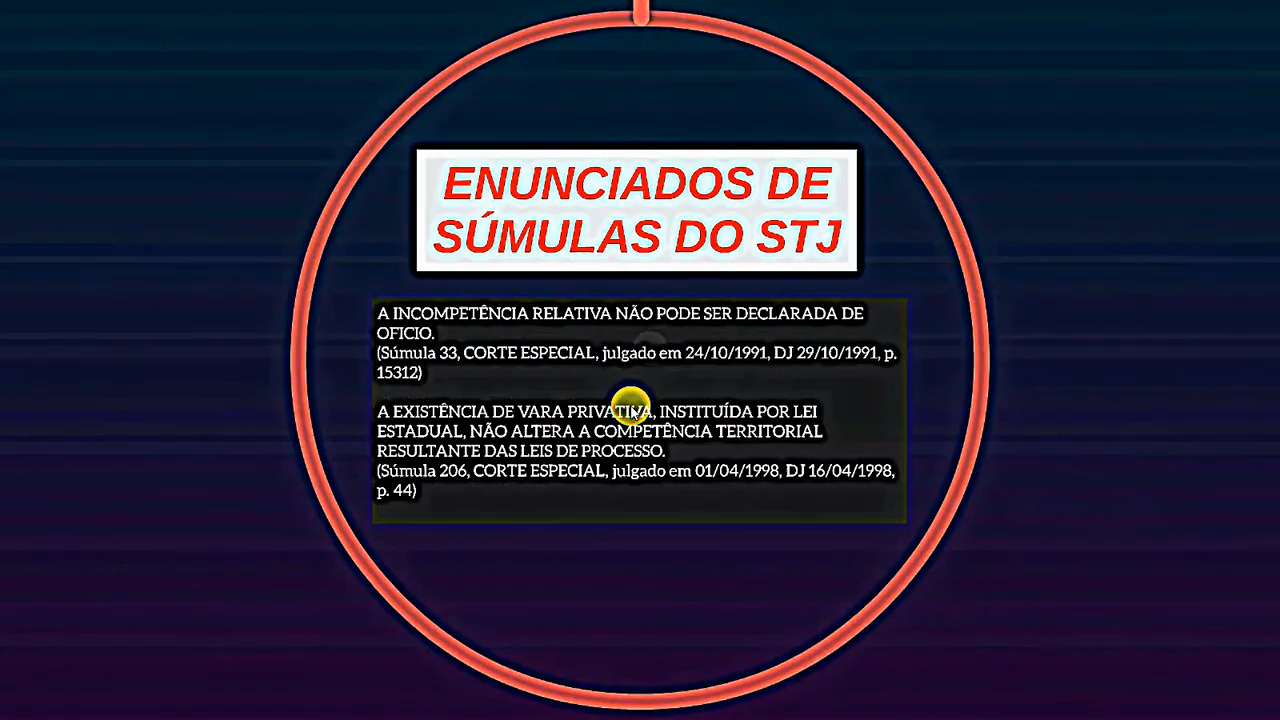 ENUNCIADOS DE
SÚMULAS DO STJ
A INCOMPETÊNCIA RELATIVA NÃO PODE SER DECLARADA DE
OFICIO.
(Súmula 33, CORTE ESPECIAL, julgado em 24/10/1991, DJ 29/10/1991, p.
15312)
A EXISTÊNCIA DE VARA PRIVATIVA, INSTITUÍDA POR LEI
ESTADUAL, NÃO ALTERA A COMPETÊNCIA TERRITORIAL
RESULTANTE DAS LEIS DE PROCESSO.
(Súmula 206, CORTE ESPECIAL, julgado em 01/04/1998, DJ 16/04/1998,
p. 44)